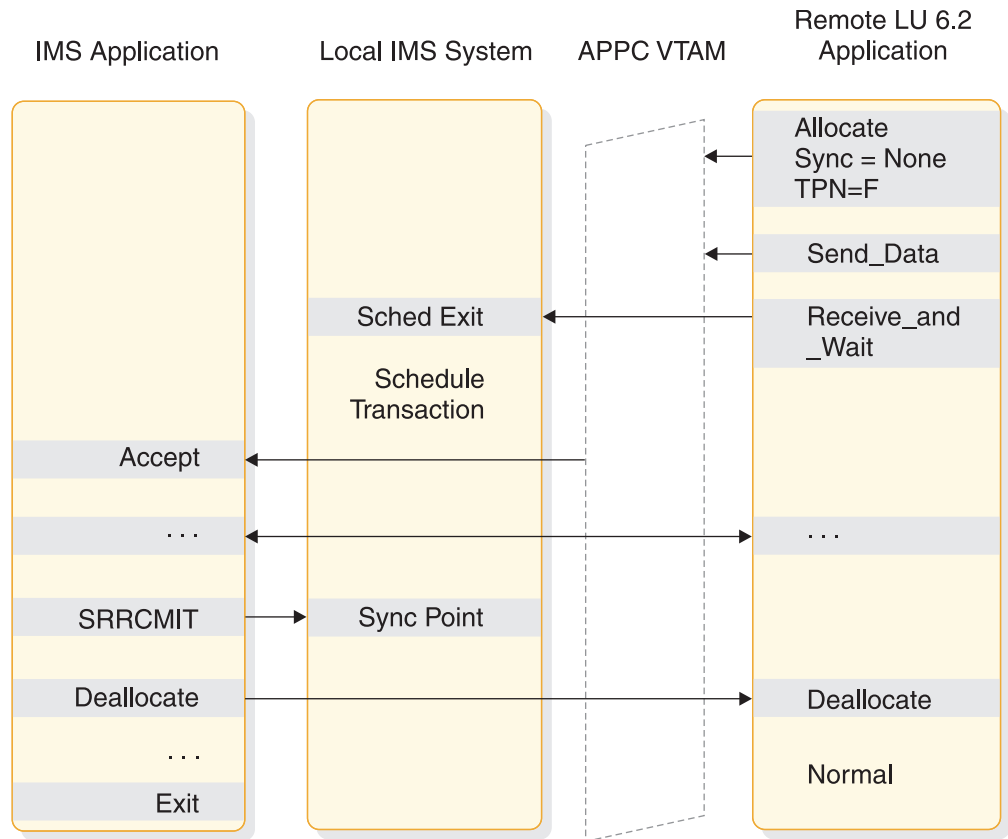 IMS Application
Local IMS System
APPC VTAM
Remote LU 6.2
Application
Allocate
Sync = None
TPN=F
Send_Data
Sched Exit
Receive_and
_Wait
Schedule
Transaction
Accept
. . .
. . .
SRRCMIT
Sync Point
Deallocate
Deallocate
. . .
Normal
Exit